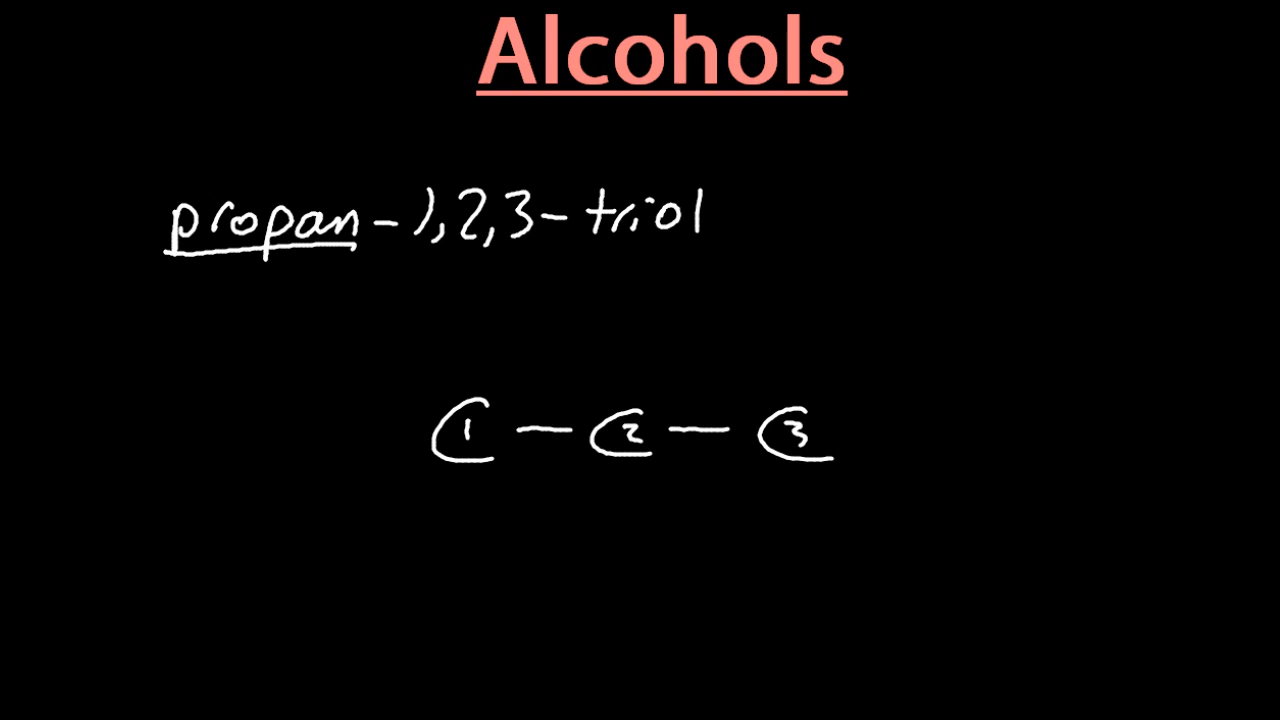 Alcohols
propan - 1,2,3 - triol
C1 — C2 — C3